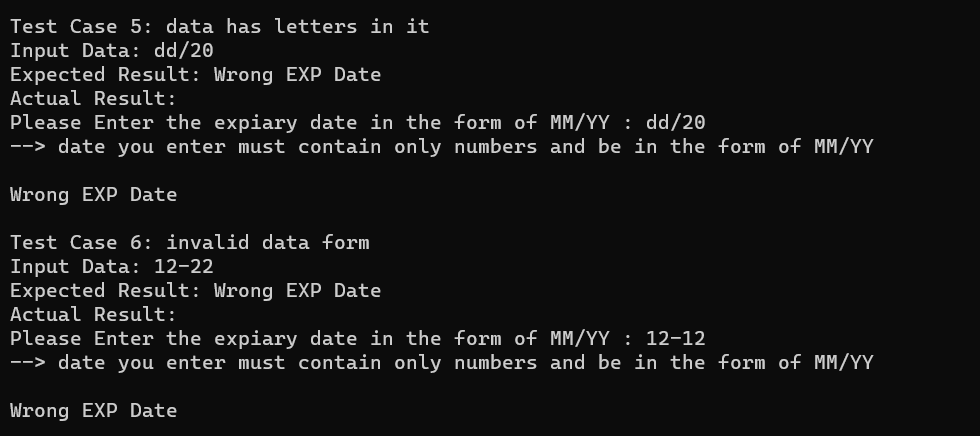 Test Case 5: data has letters in it
Input Data: dd/20
Expected Result: Wrong EXP Date
Actual Result:
Please Enter the expiary date in the form of MM/YY : dd/20
--> date you enter must contain only numbers and be in the form of MM/YY
Wrong EXP Date
Test Case 6: invalid data form
Input Data: 12-22
Expected Result: Wrong EXP Date
Actual Result:
Please Enter the expiary date in the form of MM/YY : 12-12
--> date you enter must contain only numbers and be in the form of MM/YY
Wrong EXP Date